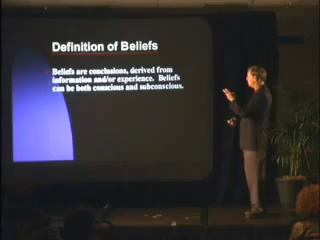 Definition of Beliefs
Beliefs are conclusions, derived from
information and/or experience. Beliefs
can be both conscious and subconscious.